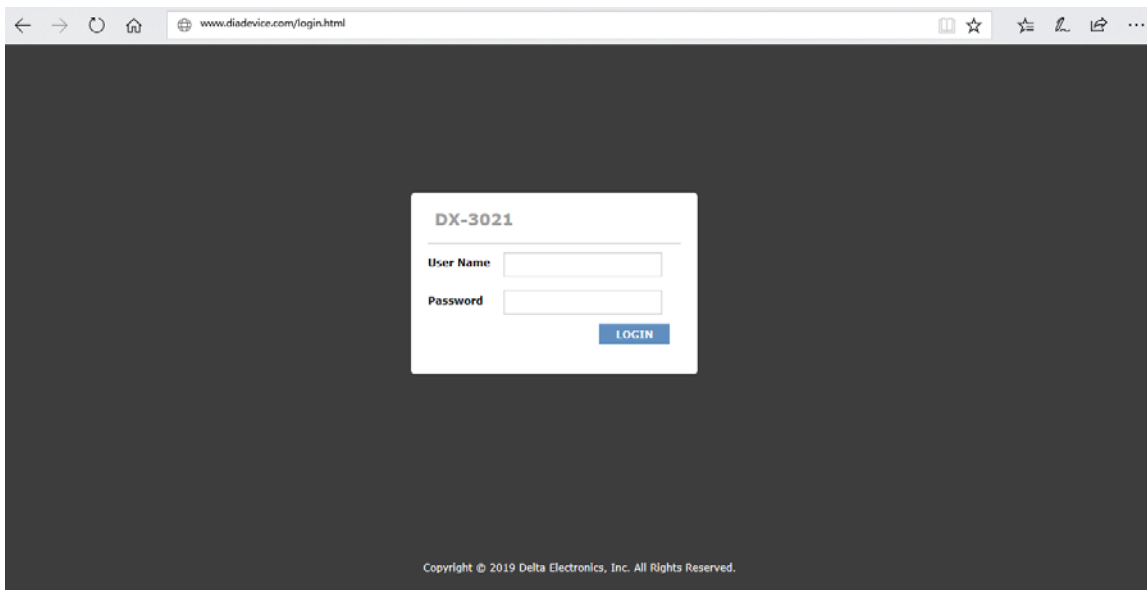 www.diadevice.com/login.html
DX-3021
User Name
Password
LOGIN
Copyright © 2019 Delta Electronics, Inc. All Rights Reserved.